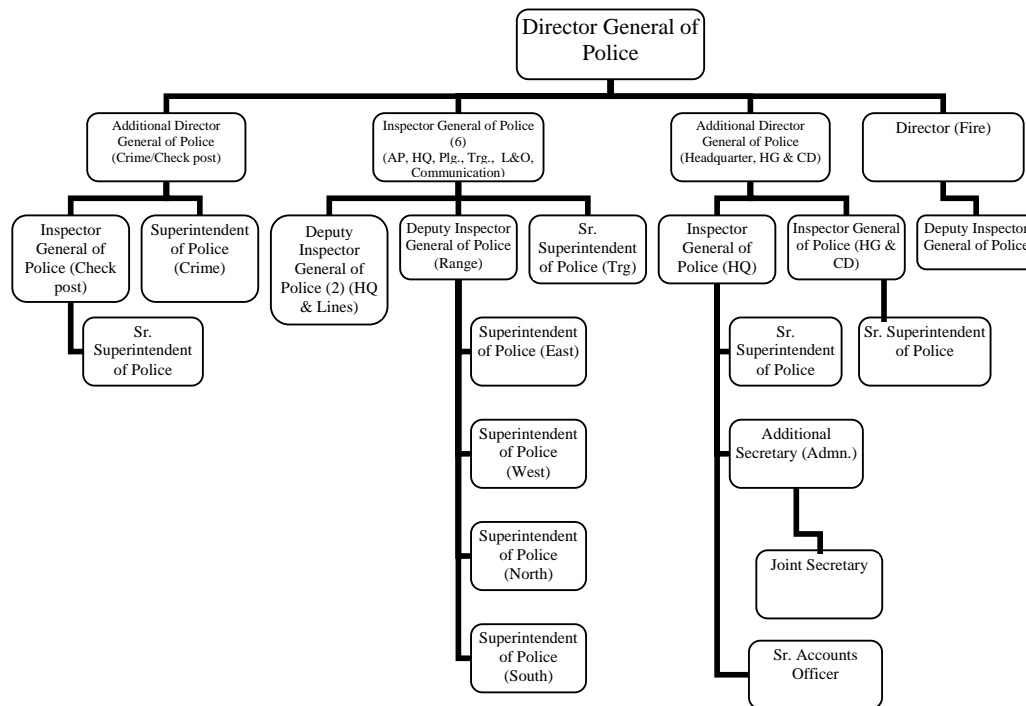 Director General of
Police
Additional Director
General of Police
(Crime/Check post)
Inspector General of Police
(6)
(AP, HQ, Plg., Trg., L&O,
Communication)
Additional Director
General of Police
(Headquarter, HG & CD)
Director (Fire)
Inspector
General of
Police (Check
post)
Superintendent
of Police
(Crime)
Deputy
Inspector
General of
Police (2) (HQ
& Lines)
Deputy Inspector
General of Police
(Range)
Sr.
Superintendent
of Police (Trg)
Inspector
General of
Police (HQ)
Inspector General
of Police (HG &
CD)
Deputy Inspector
General of Police
Sr.
Superintendent
of Police
Superintendent
of Police (East)
Sr.
Superintendent
of Police
Sr. Superintendent
of Police
Superintendent
of Police
(West)
Additional
Secretary (Admn.)
Superintendent
of Police
(North)
Joint Secretary
Superintendent
of Police
(South)
Sr. Accounts
Officer